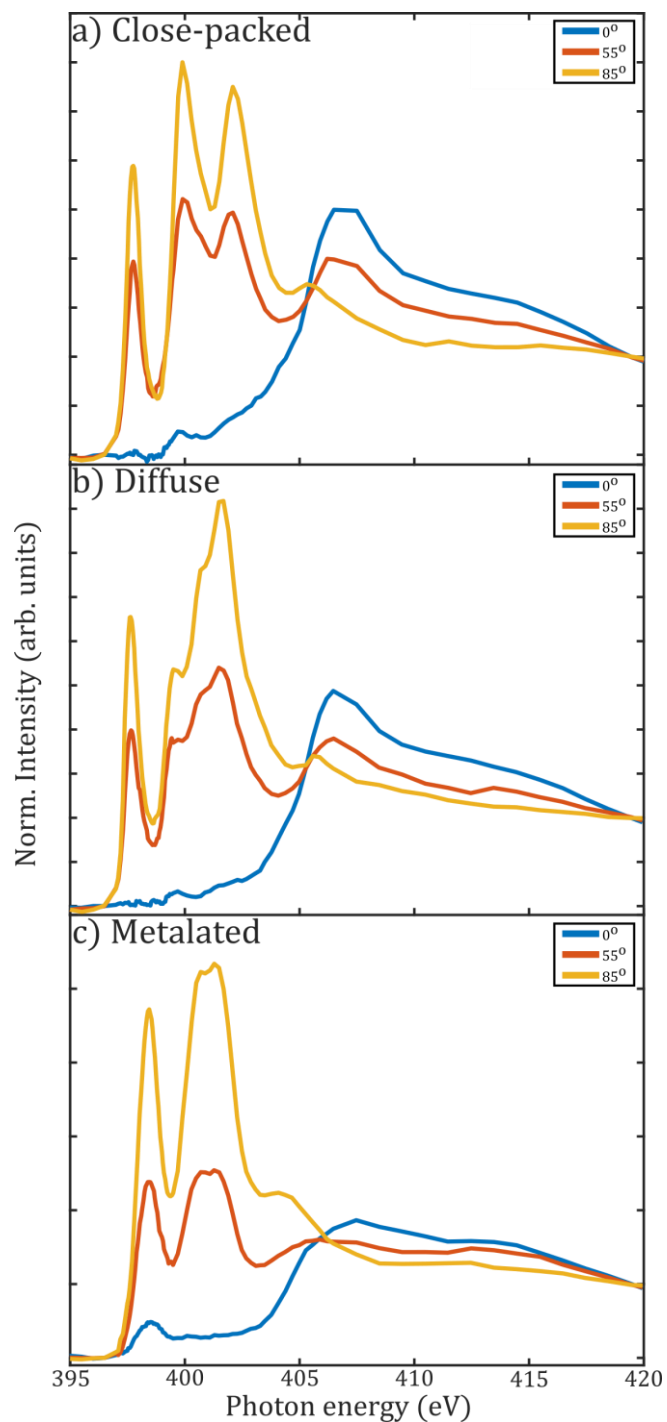 a) Close-packed
0°
55°
85°
b) Diffuse
0°
55°
85°
c) Metalated
0°
55°
85°
Norm. Intensity (arb. units)
395 400 405 410 415 420
Photon energy (eV)